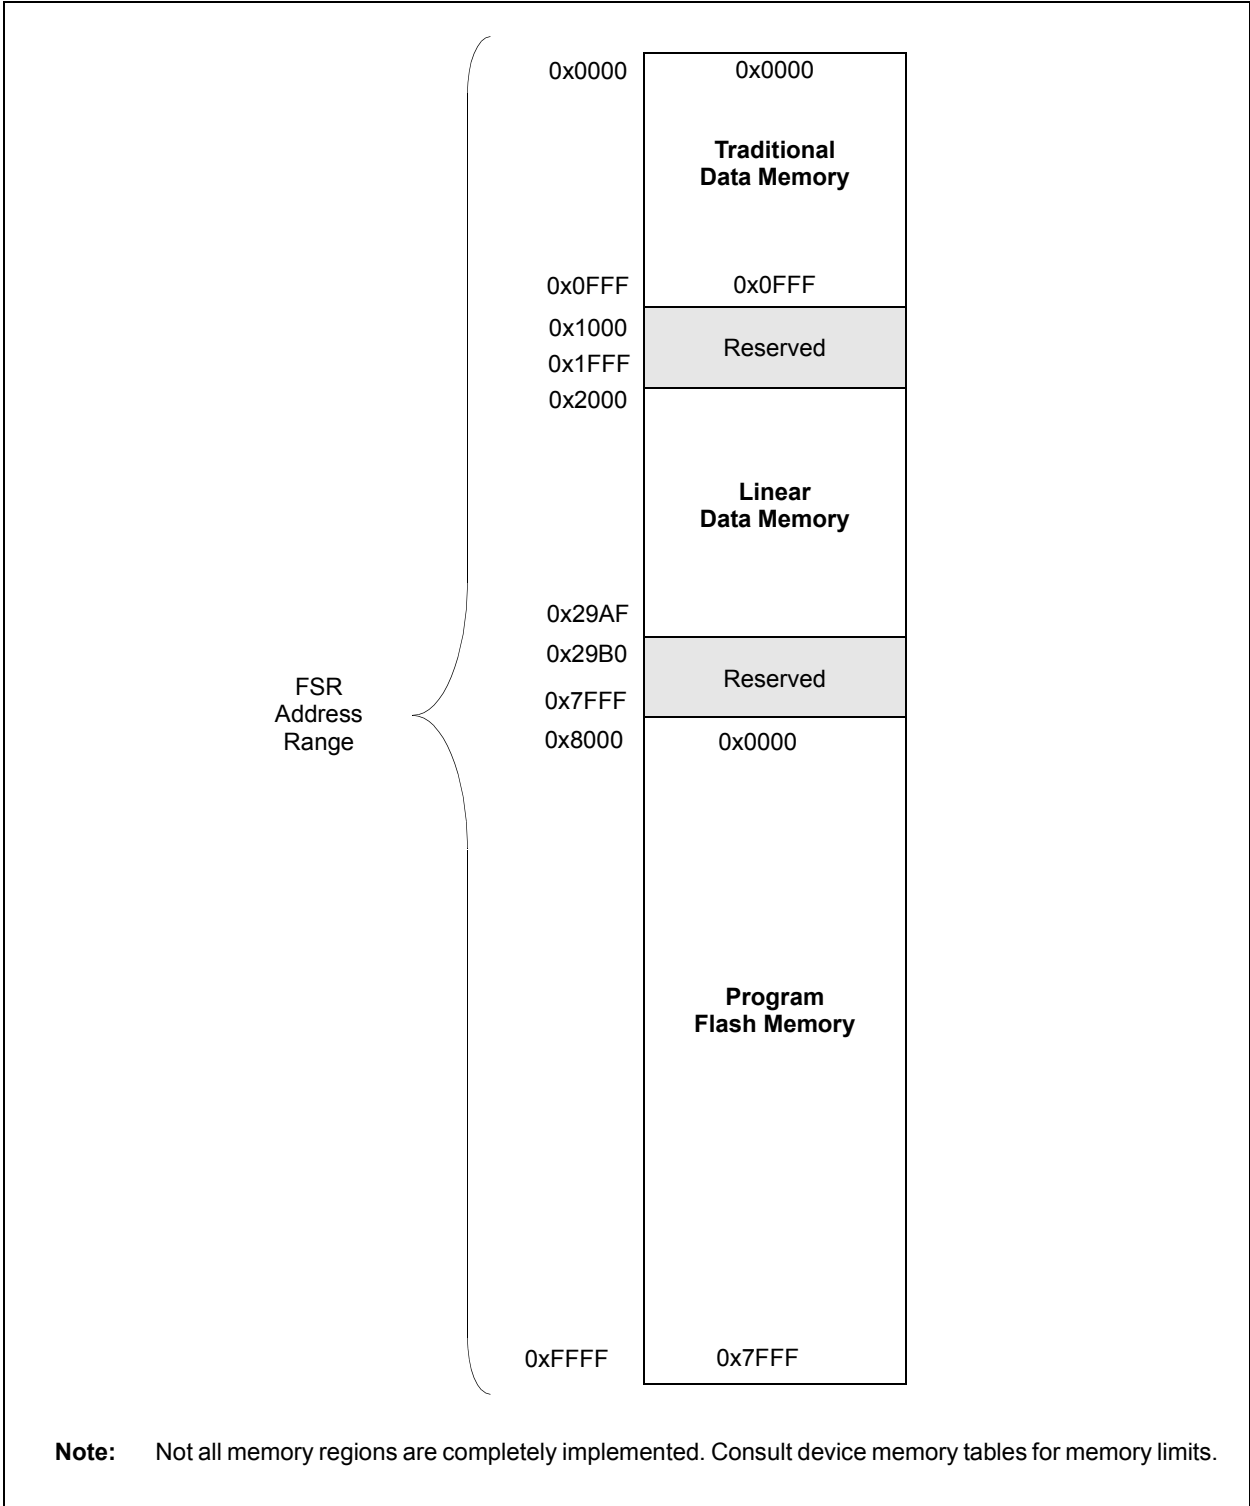 0x0000 0x0000
Traditional
Data Memory
0x0FFF 0x0FFF
0x1000
Reserved
0x1FFF
0x2000
Linear
Data Memory
0x29AF
0x29B0
Reserved
0x7FFF
FSR
Address
Range
0x8000 0x0000
Program
Flash Memory
0xFFFF 0x7FFF
Note: Not all memory regions are completely implemented. Consult device memory tables for memory limits.